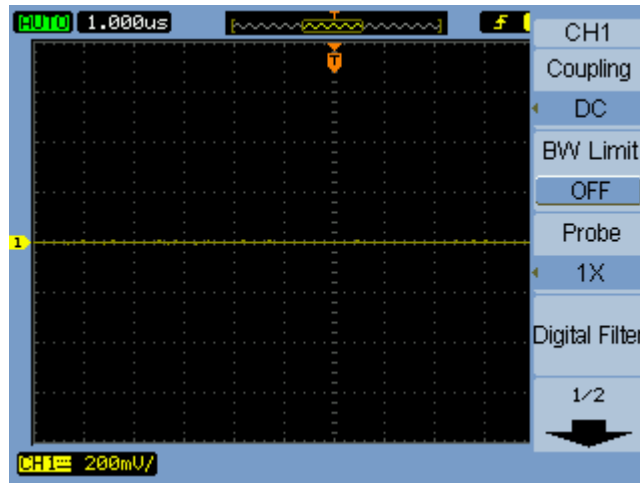 AUTO 1.000us
T
1
CH1 200mV/
CH1
Coupling
DC
BW Limit
OFF
Probe
1X
Digital Filter
1/2